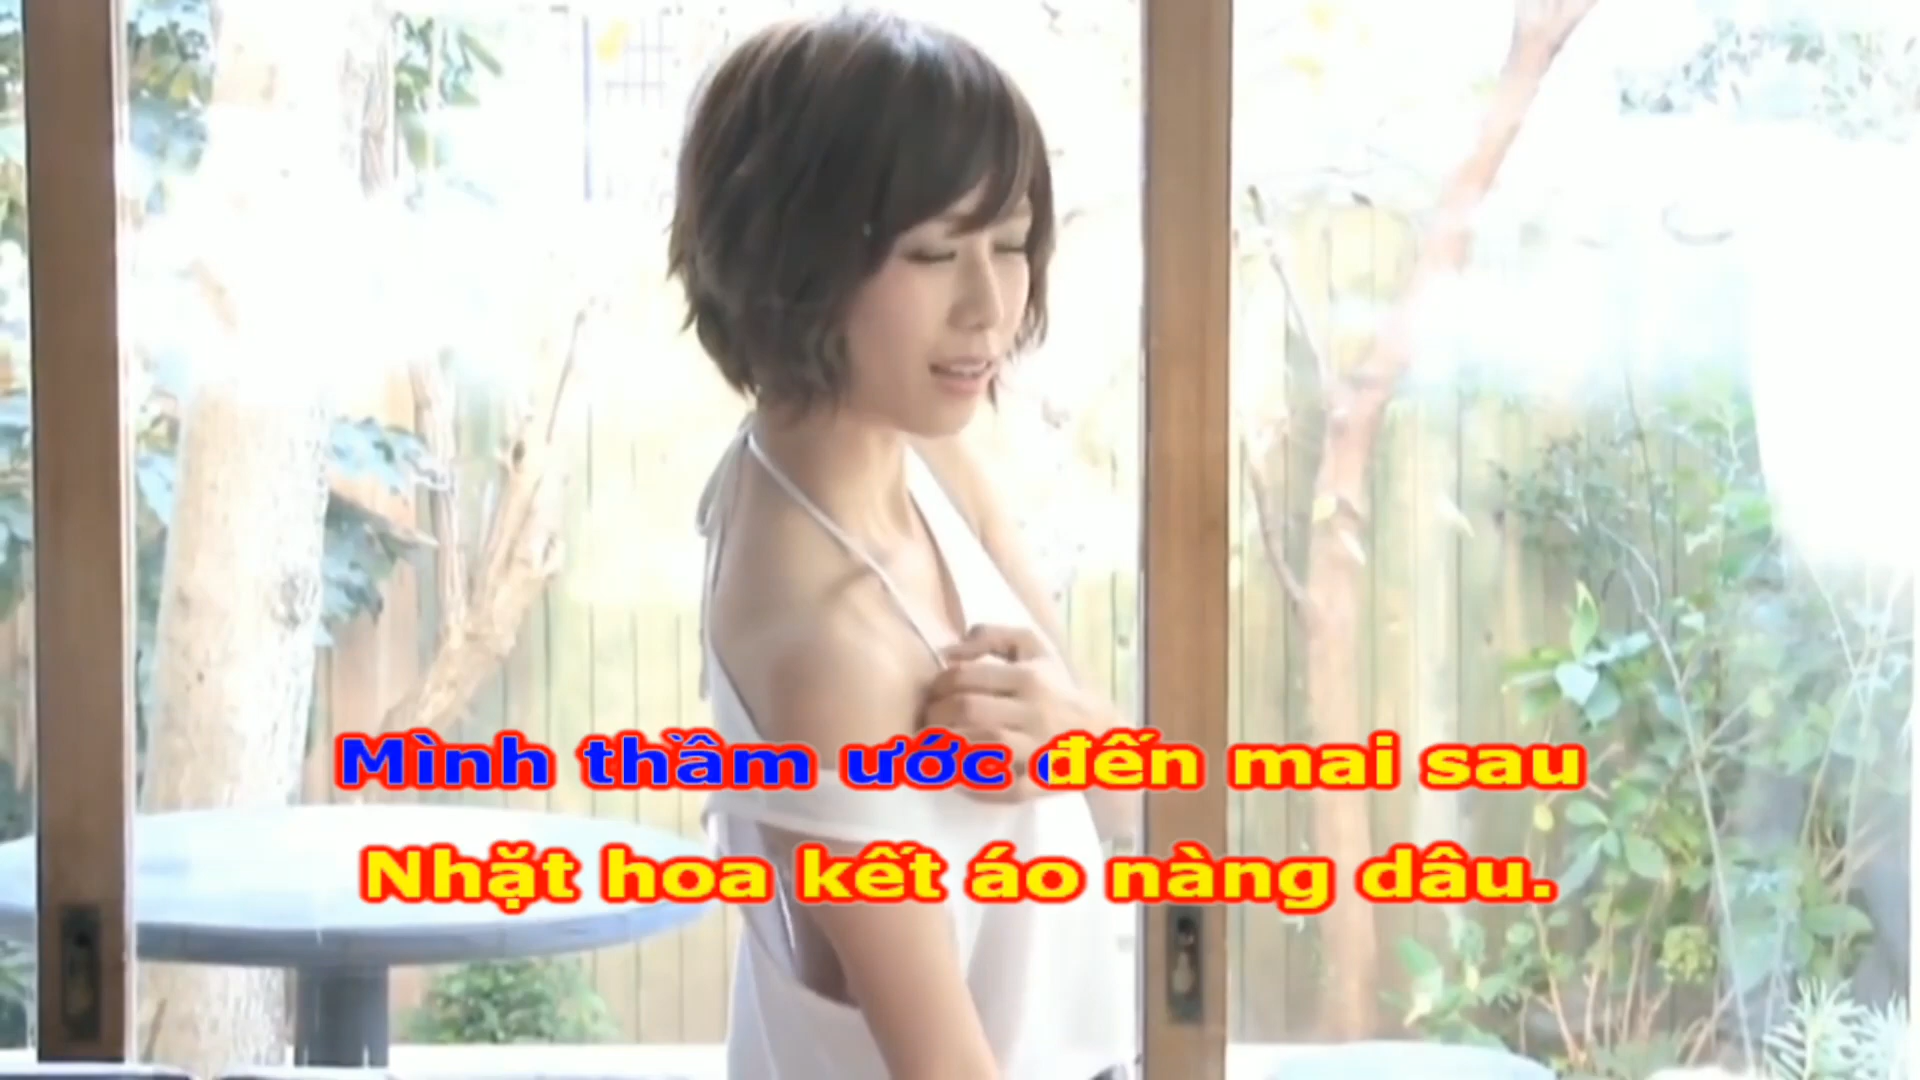 Mình thầm ước đến mai sau
Nhặt hoa kết áo nàng dâu.